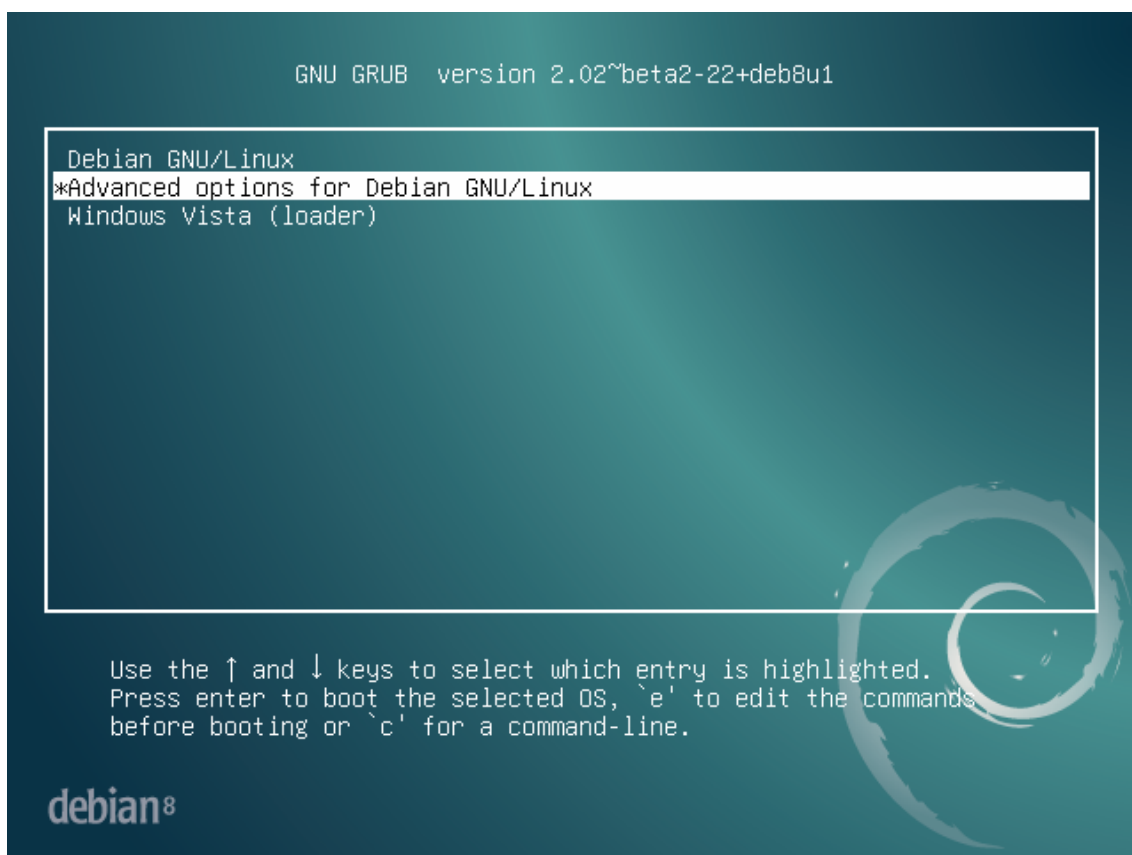 GNU GRUB  version 2.02~beta2-22+deb8u1
Debian GNU/Linux
*Advanced options for Debian GNU/Linux
Windows Vista (loader)
Use the ↑ and ↓ keys to select which entry is highlighted.
Press enter to boot the selected OS, `e' to edit the commands
before booting or `c' for a command-line.
debian 8